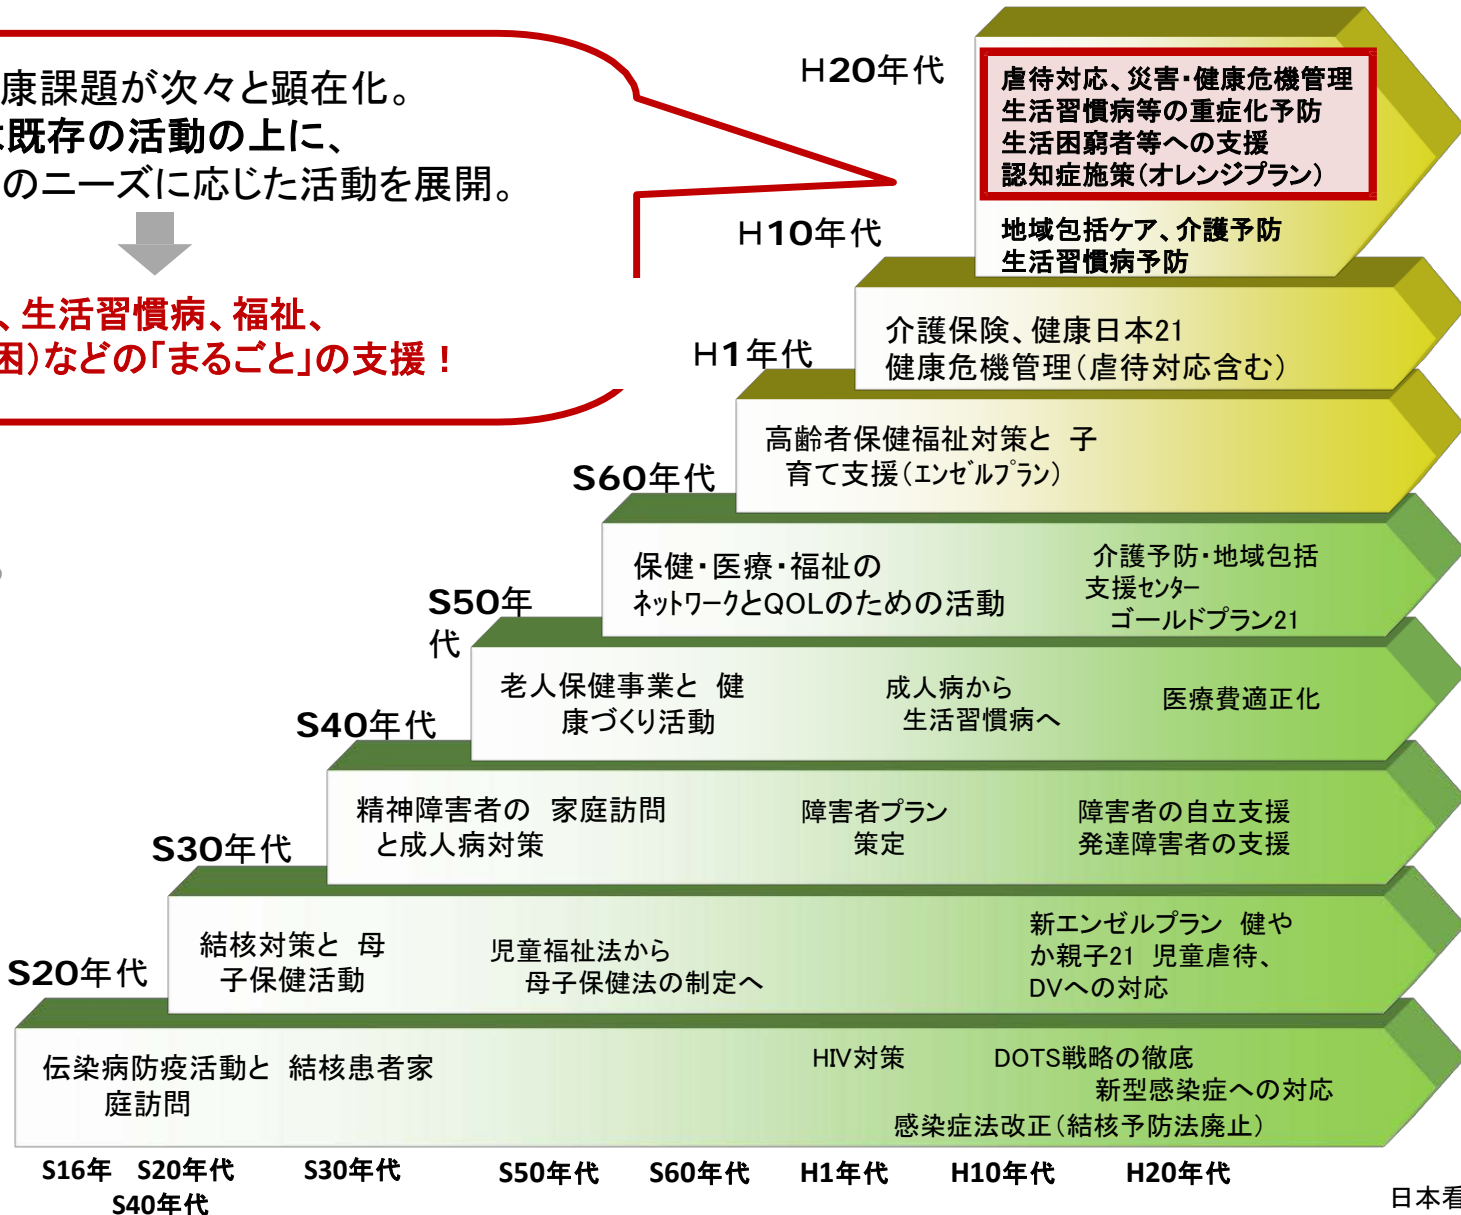 康課題が次々と顕在化。
既存の活動の上に、
のニーズに応じた活動を展開。
、生活習慣病、福祉、
困)などの「まるごと」の支援！
H20年代
虐待対応、災害・健康危機管理
生活習慣病等の重症化予防
生活困窮者等への支援
認知症施策(オレンジプラン)
地域包括ケア、介護予防
生活習慣病予防
H10年代
介護保険、健康日本21
健康危機管理(虐待対応含む)
H1年代
高齢者保健福祉対策と 子
育て支援(ｴﾝｾﾞﾙﾌﾟﾗﾝ)
S60年代
保健・医療・福祉の
ﾈｯﾄﾜｰｸとQOLのための活動
介護予防・地域包括
支援ｾﾝﾀｰ
ゴールドプラン21
S50年
代
老人保健事業と 健
康づくり活動
成人病から
生活習慣病へ
医療費適正化
S40年代
精神障害者の 家庭訪問
と成人病対策
障害者プラン
策定
障害者の自立支援
発達障害者の支援
S30年代
結核対策と 母
子保健活動
児童福祉法から
母子保健法の制定へ
新エンゼルプラン 健や
か親子21 児童虐待、
DVへの対応
S20年代
伝染病防疫活動と 結核患者家
庭訪問
HIV対策
DOTS戦略の徹底
新型感染症への対応
感染症法改正(結核予防法廃止)
S16年 S20年代 S30年代 S50年代 S60年代 H1年代 H10年代 H20年代
S40年代
日本看